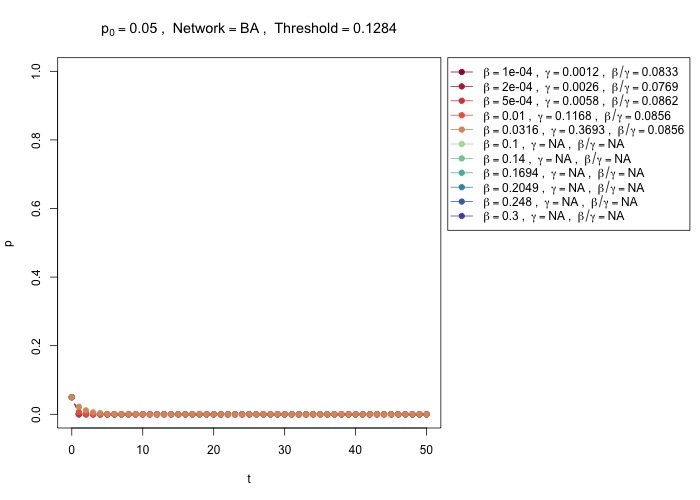 p0 = 0.05 , Network = BA , Threshold = 0.1284
1.0
0.8
0.6
0.4
0.2
0.0
p
0 10 20 30 40 50
t
β = 1e-04 , γ = 0.0012 , β/γ = 0.0833
β = 2e-04 , γ = 0.0026 , β/γ = 0.0769
β = 5e-04 , γ = 0.0058 , β/γ = 0.0862
β = 0.01 , γ = 0.1168 , β/γ = 0.0856
β = 0.0316 , γ = 0.3693 , β/γ = 0.0856
β = 0.1 , γ = NA , β/γ = NA
β = 0.14 , γ = NA , β/γ = NA
β = 0.1694 , γ = NA , β/γ = NA
β = 0.2049 , γ = NA , β/γ = NA
β = 0.248 , γ = NA , β/γ = NA
β = 0.3 , γ = NA , β/γ = NA